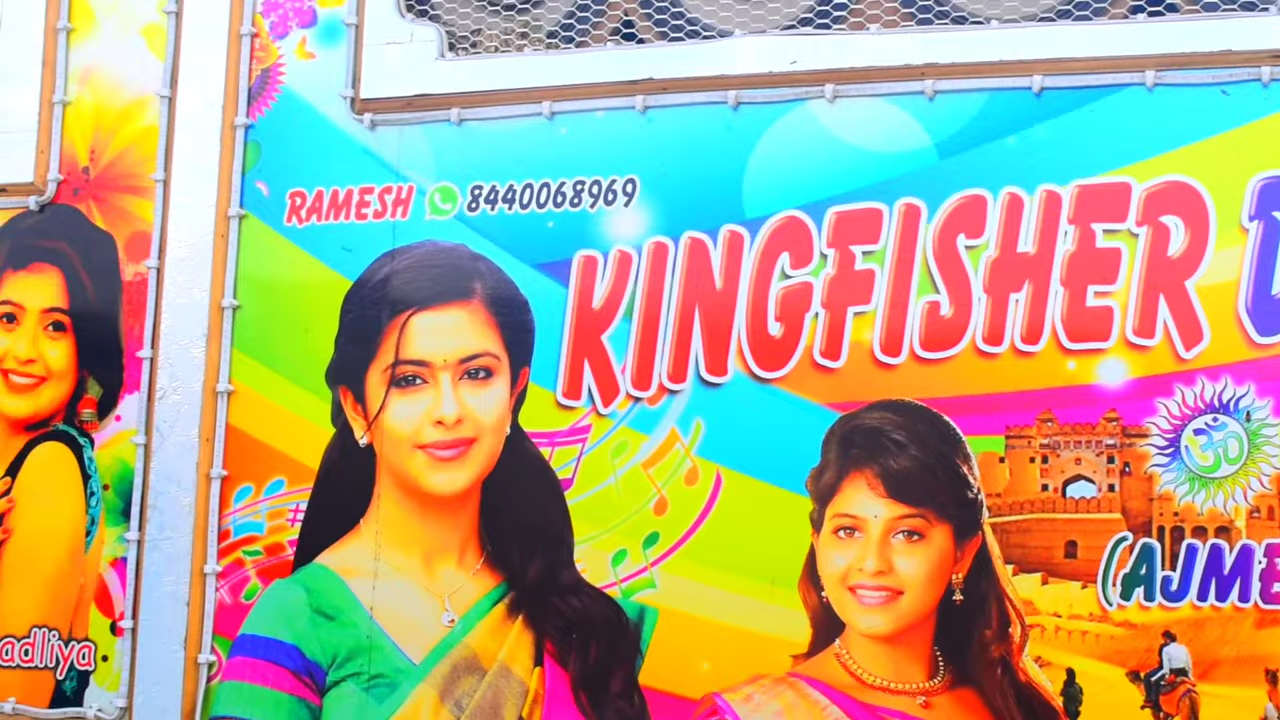 RAMESH 8440068969
KINGFISHER D
(AJME
adliya
ॐ